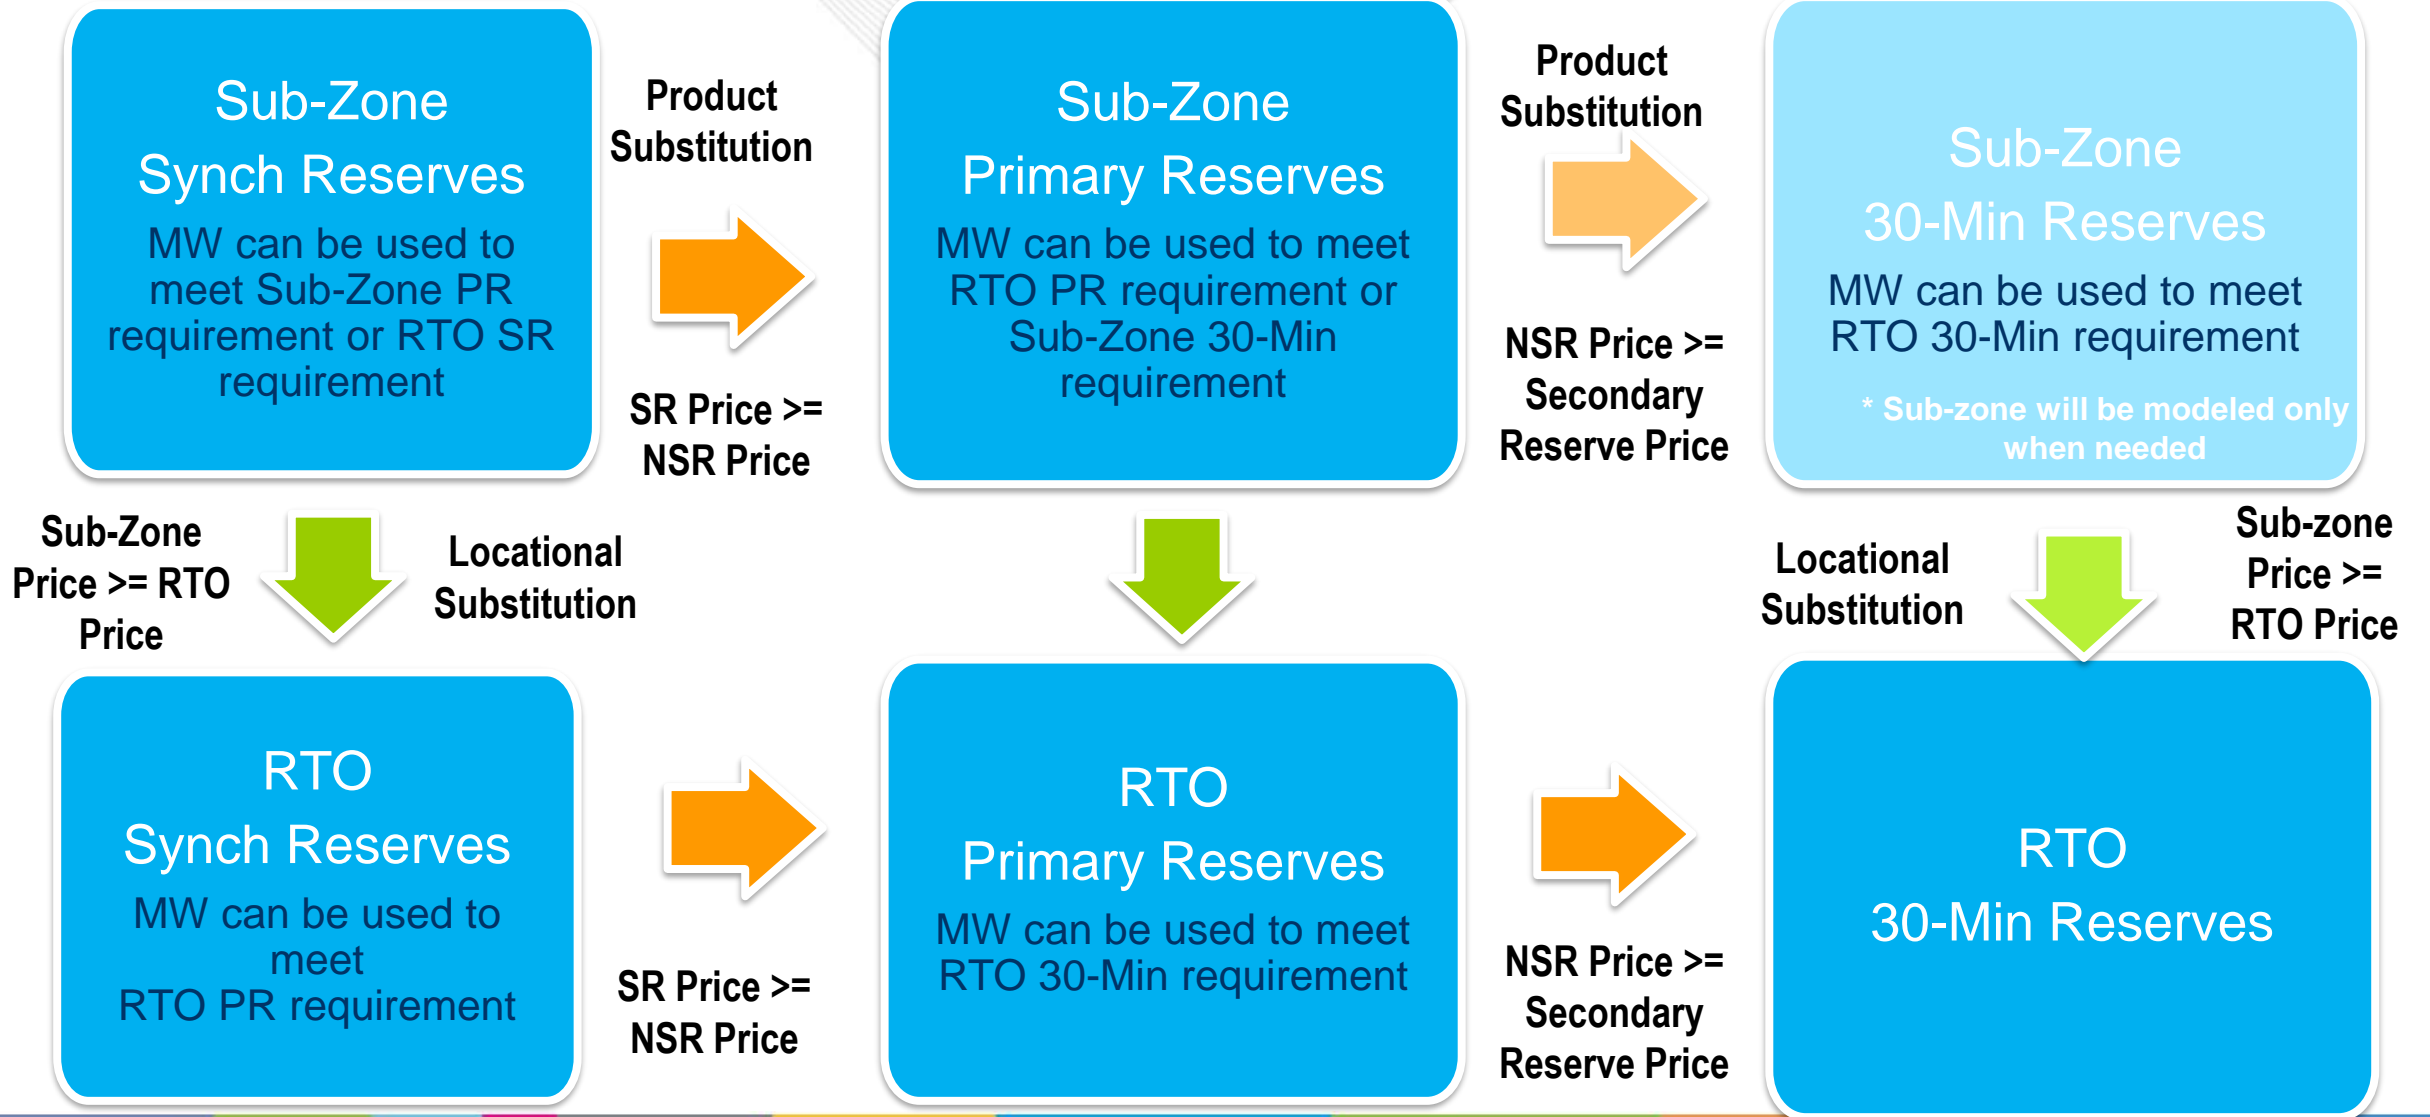 Sub-Zone
Synch Reserves
MW can be used to
meet Sub-Zone PR
requirement or RTO SR
requirement
Product
Substitution
SR Price >=
NSR Price
Sub-Zone
Primary Reserves
MW can be used to meet
RTO PR requirement or
Sub-Zone 30-Min
requirement
Product
Substitution
NSR Price >=
Secondary
Reserve Price
Sub-Zone
30-Min Reserves
MW can be used to meet
RTO 30-Min requirement
* Sub-zone will be modeled only
when needed
Sub-Zone
Price >= RTO
Price
Locational
Substitution
Locational
Substitution
Sub-zone
Price >=
RTO Price
RTO
Synch Reserves
MW can be used to
meet
RTO PR requirement
SR Price >=
NSR Price
RTO
Primary Reserves
MW can be used to meet
RTO 30-Min requirement
NSR Price >=
Secondary
Reserve Price
RTO
30-Min Reserves